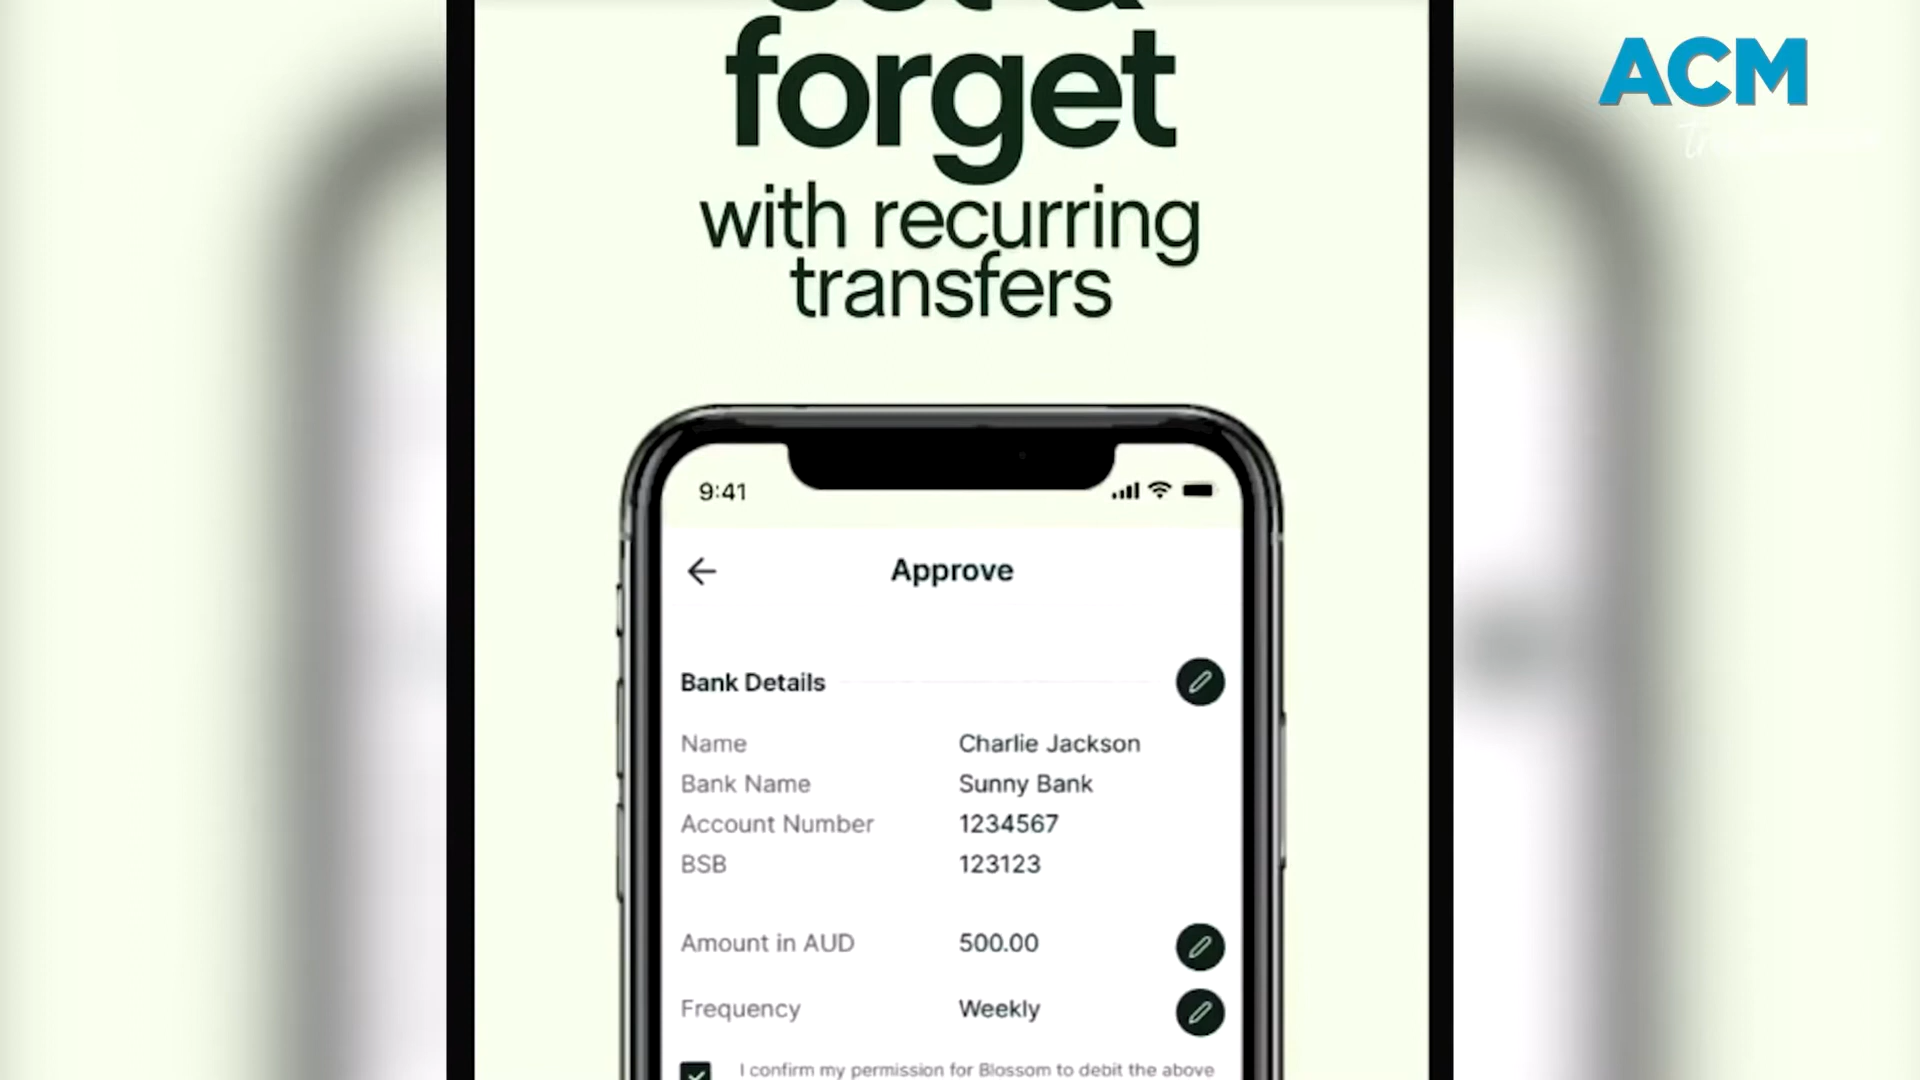 forget
with recurring
transfers
ACM
9:41
Approve
Bank Details
Name Charlie Jackson
Bank Name Sunny Bank
Account Number 1234567
BSB 123123
Amount in AUD 500.00
Frequency Weekly
I confirm my permission for Blossom to debit the above